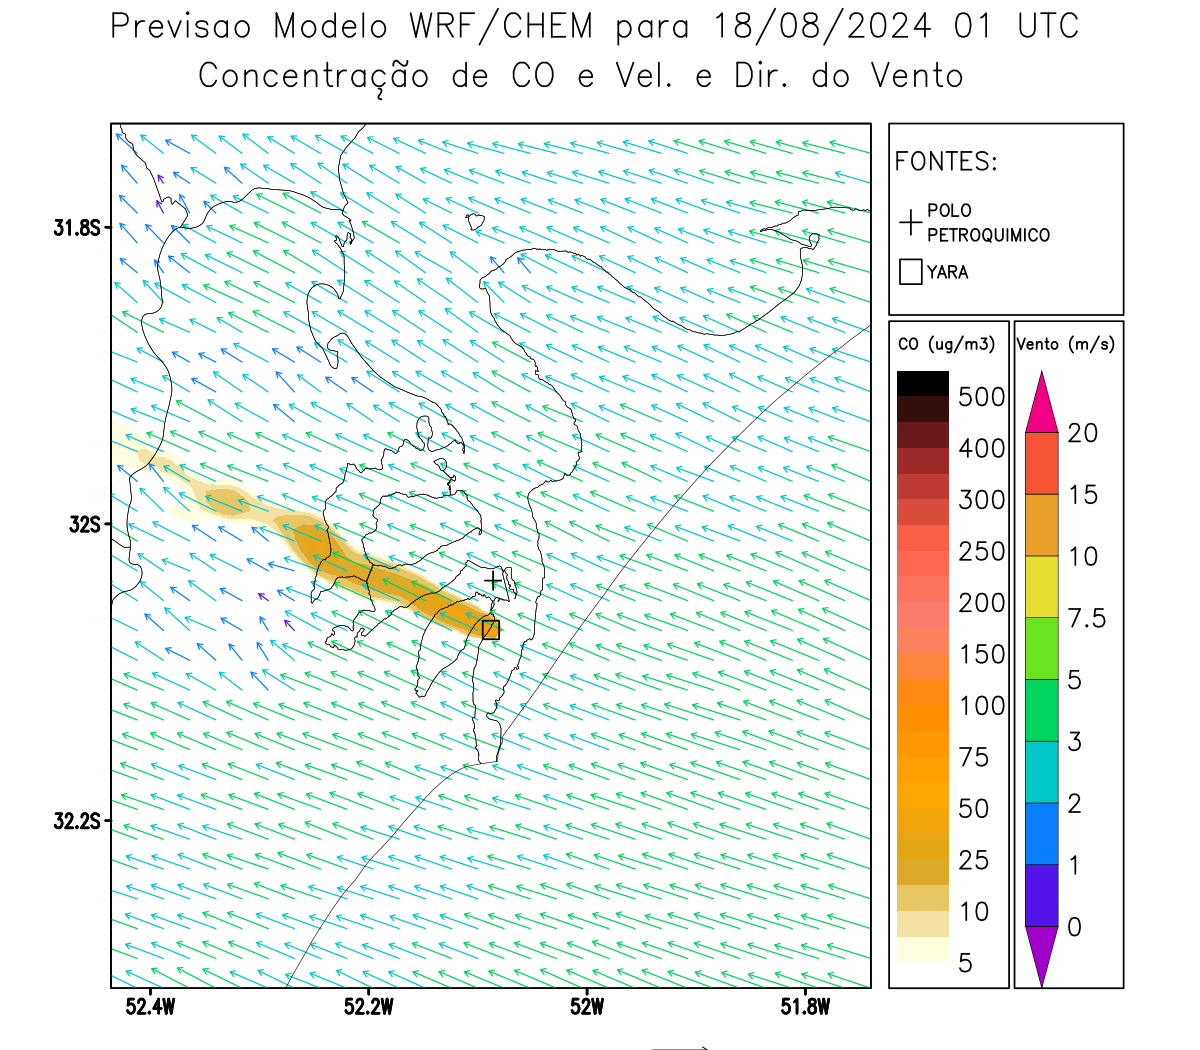 Previsao Modelo WRF/CHEM para 18/08/2024 01 UTC
Concentração de CO e Vel. e Dir. do Vento
FONTES:
POLO
PETROQUIMICO
YARA
CO (ug/m3)
500
400
300
250
200
150
100
75
50
25
10
5
Vento (m/s)
20
15
10
7.5
5
3
2
1
0
31.8S
32S
32.2S
52.4W
52.2W
52W
51.8W